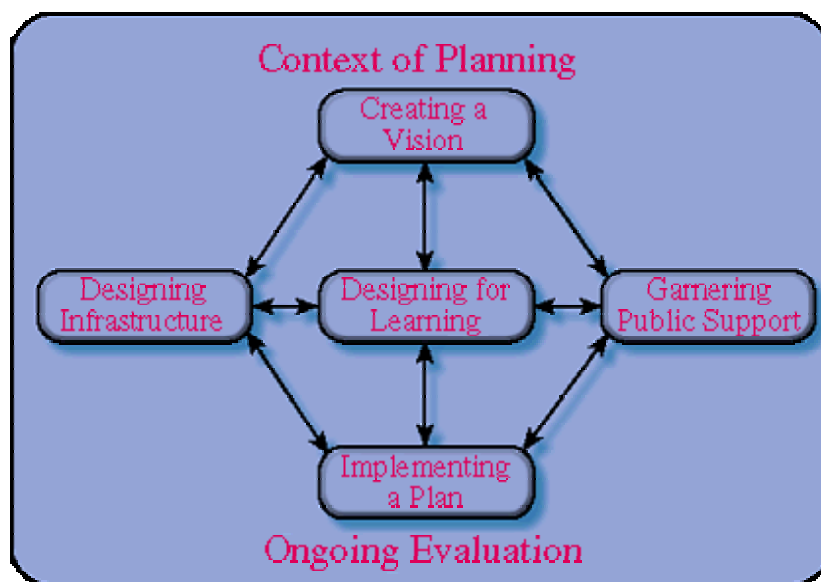 Context of Planning
Creating a
Vision
Designing
Infrastructure
Designing for
Learning
Garnering
Public Support
Implementing
a Plan
Ongoing Evaluation